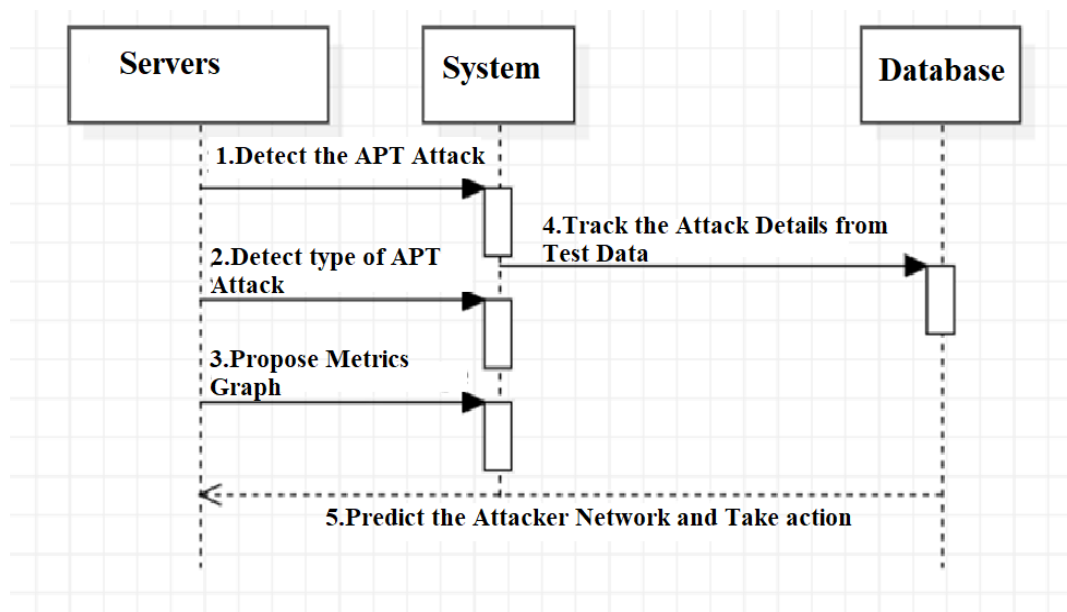 Servers
System
Database
1.Detect the APT Attack
4.Track the Attack Details from
Test Data
2.Detect type of APT
Attack
3.Propose Metrics
Graph
5.Predict the Attacker Network and Take action